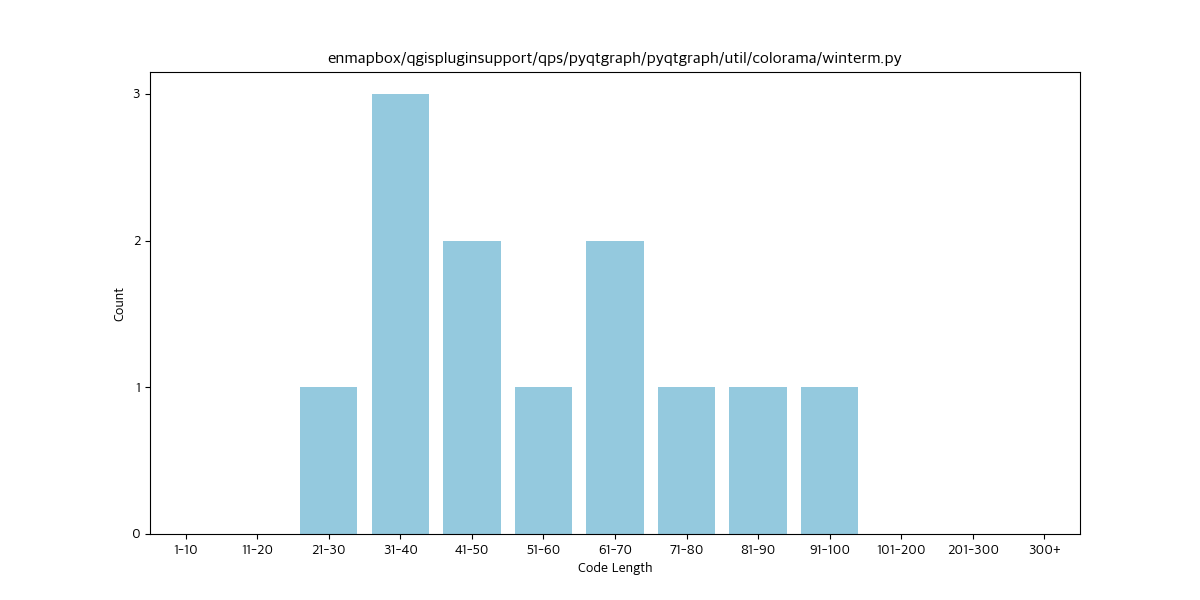 enmapbox/qgispluginsupport/qps/pyqtgraph/pyqtgraph/util/colorama/winterm.py
3
2
1
0
Count
1-10 11-20 21-30 31-40 41-50 51-60 61-70 71-80 81-90 91-100 101-200 201-300 300+
Code Length